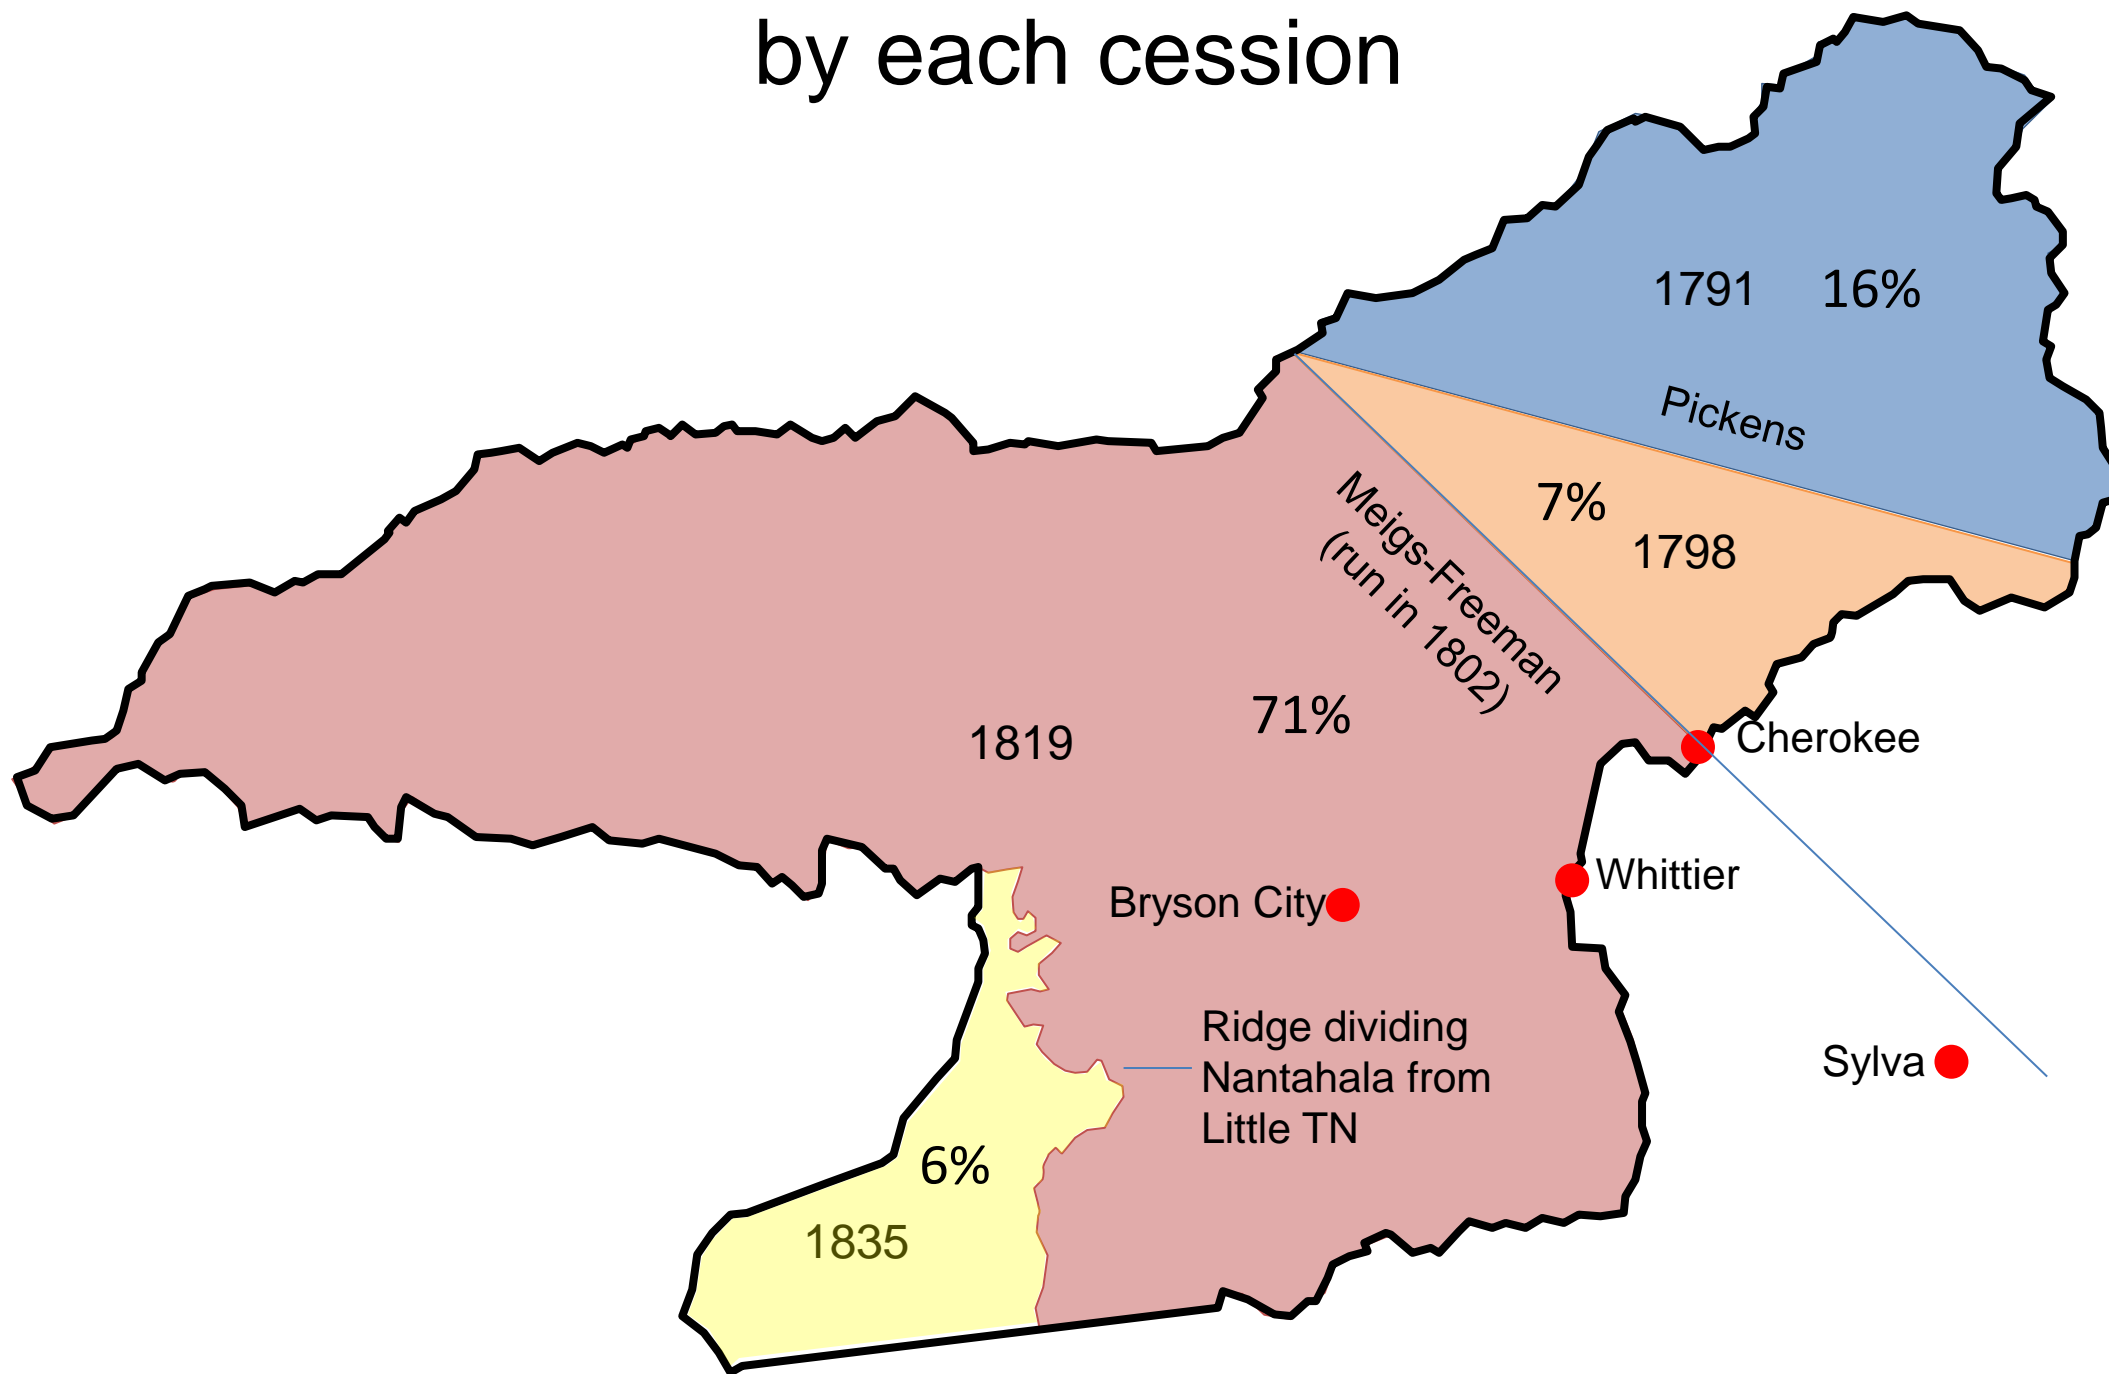 by each cession
1791 16%
Pickens
7%
1798
Meigs-Freeman
(run in 1802)
71%
1819
Cherokee
Whittier
Bryson City
Ridge dividing
Nantahala from
Little TN
Sylva
6%
1835